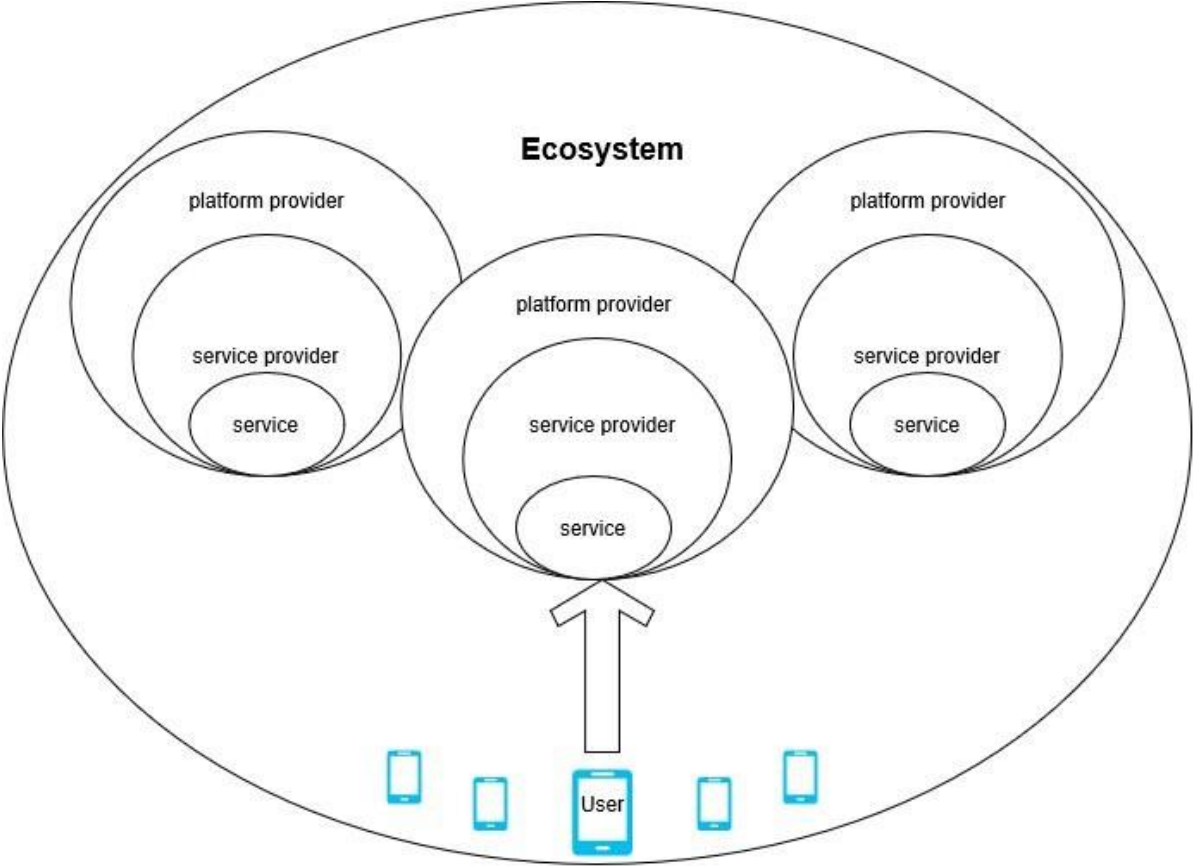 Ecosystem
platform provider
service provider
service
platform provider
service provider
service
platform provider
service provider
service
User